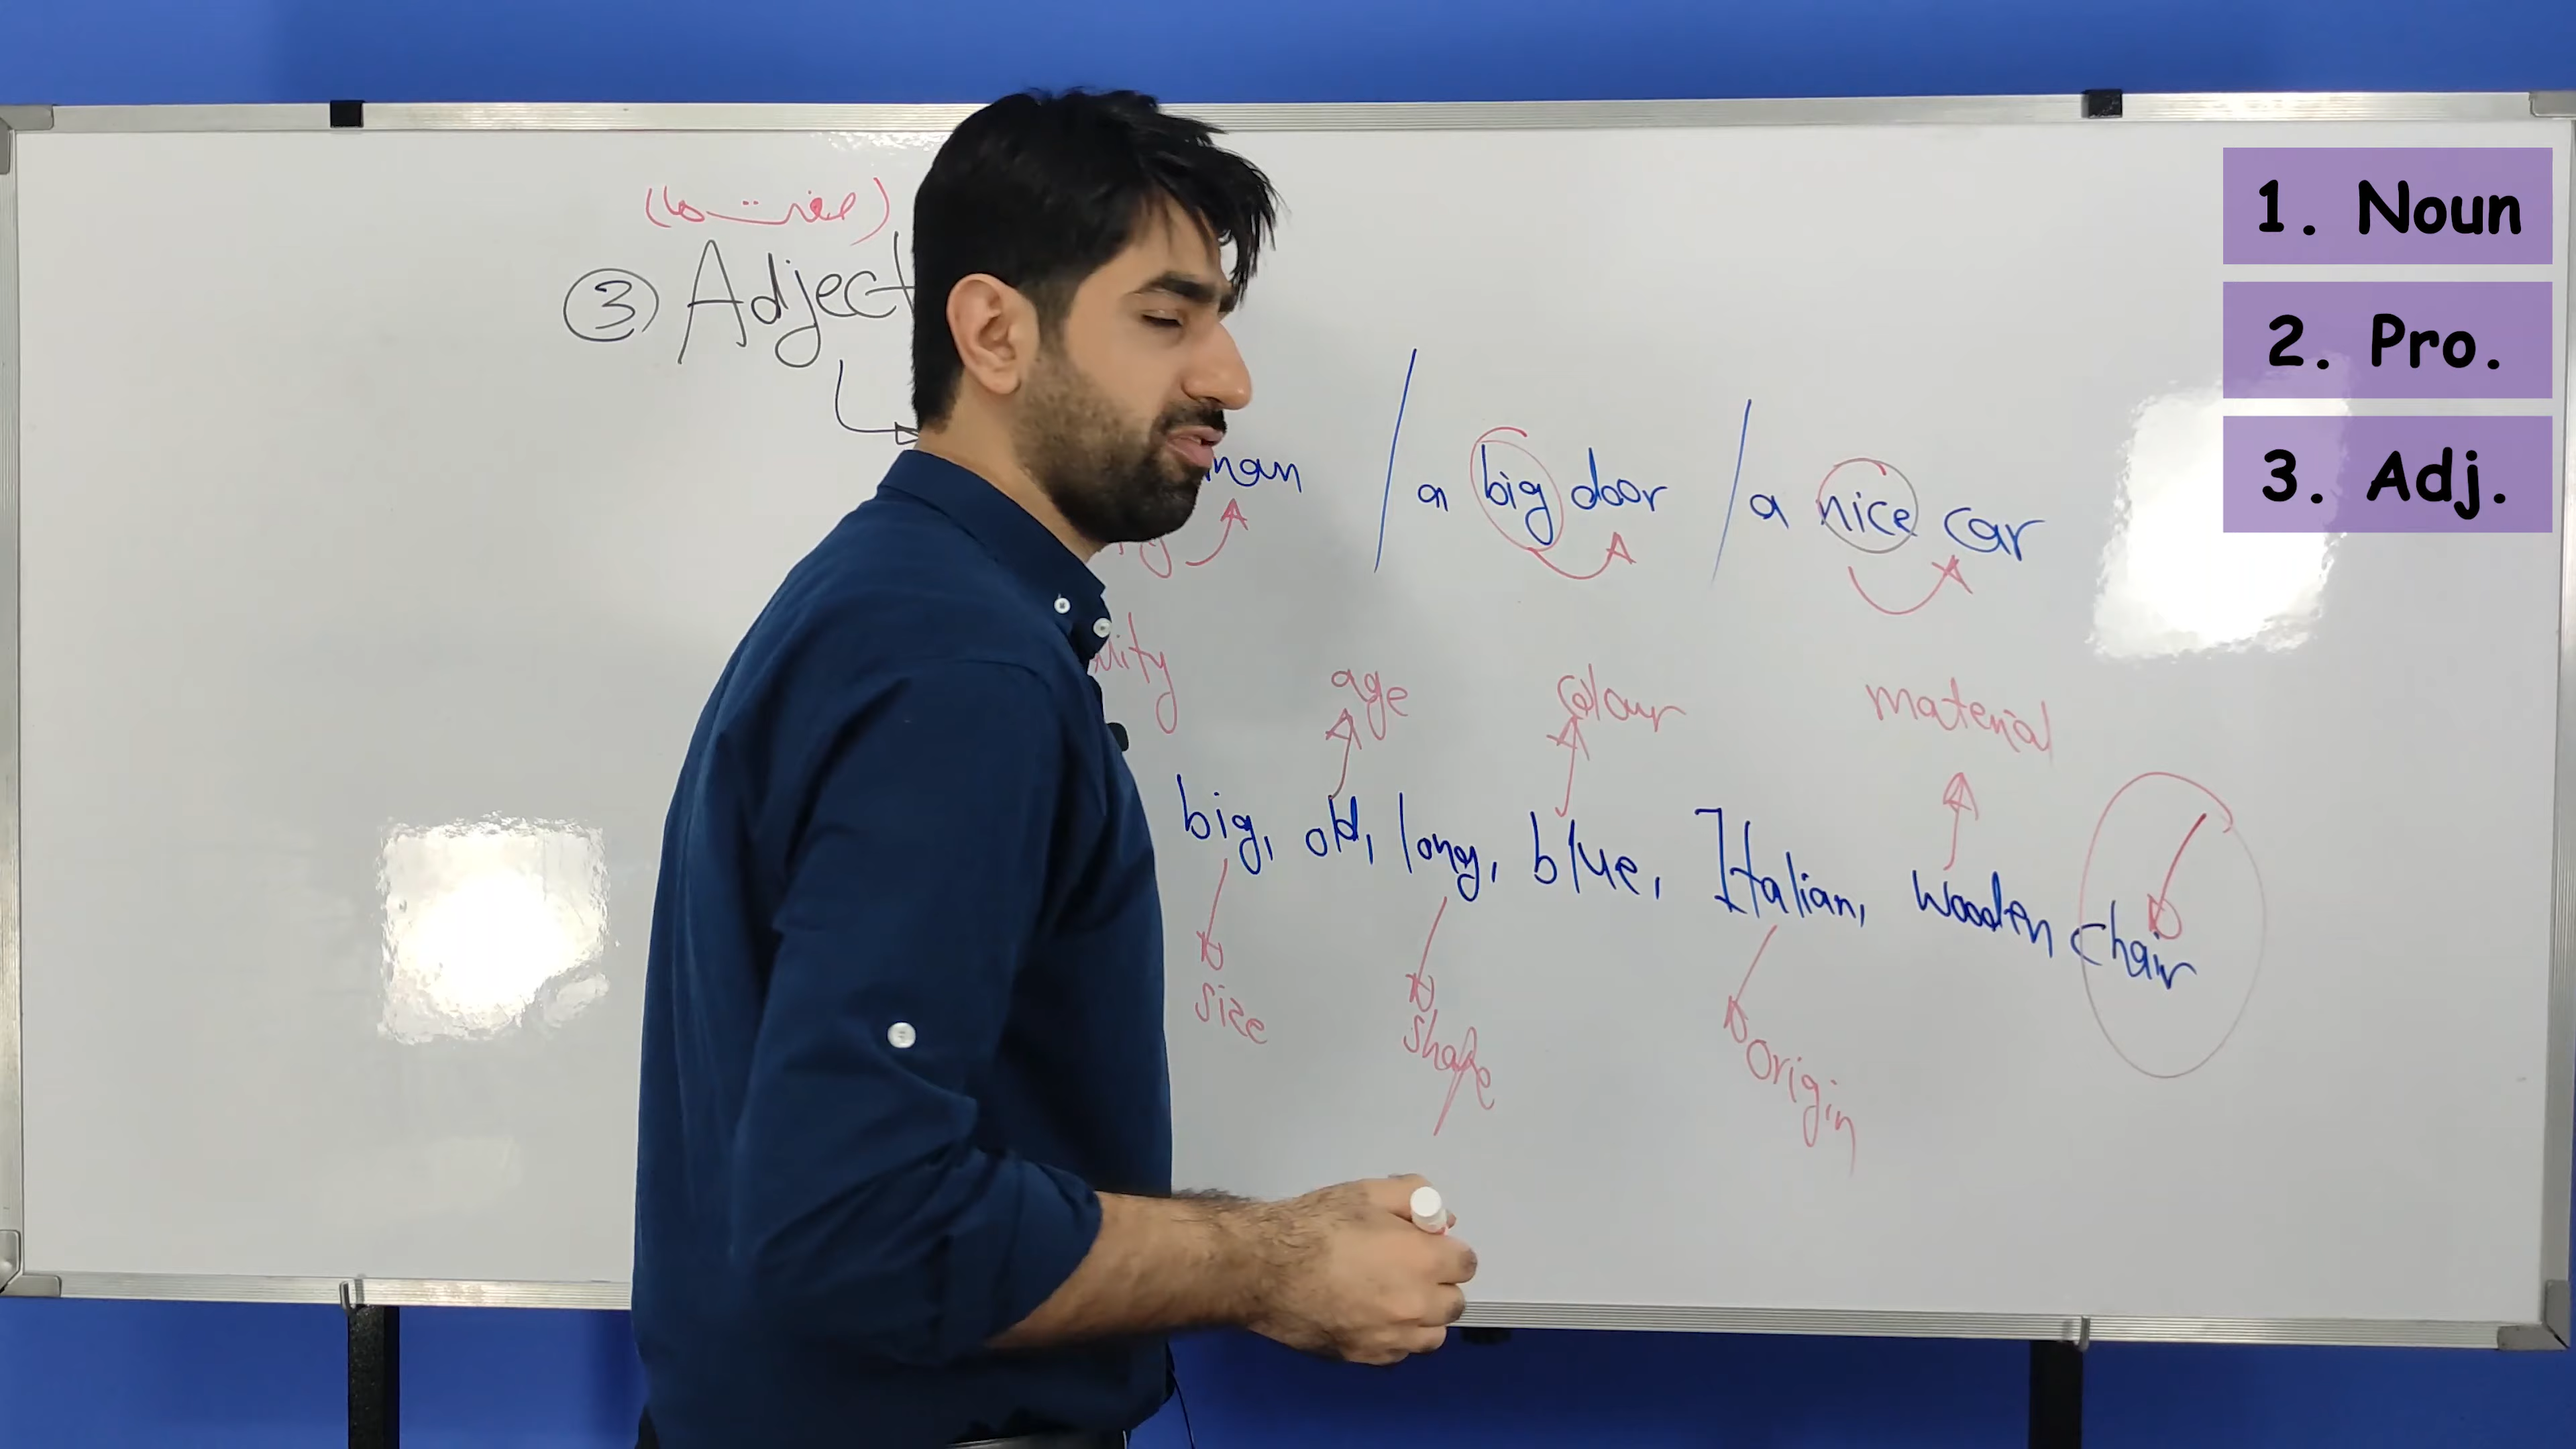 (صفت‌ها)
③ Adject
man / a big door / a nice car
age colour material
big, old, long, blue, Italian, wooden chair
size shape origin
1. Noun
2. Pro.
3. Adj.